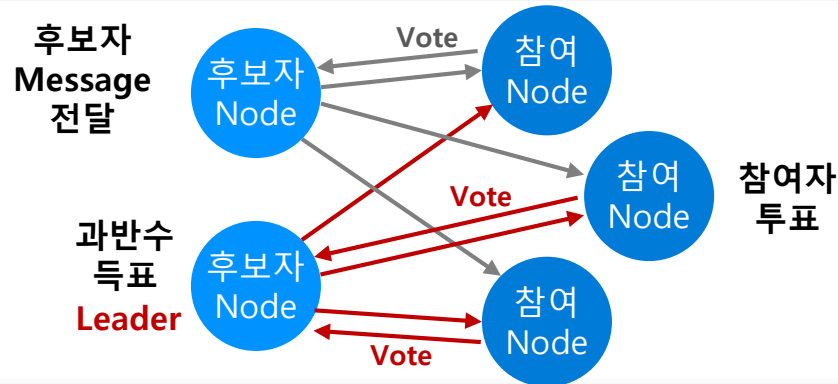 후보자
Message
전달
후보자
Node
Vote
참여
Node
참여
Node
Vote
참여자
투표
과반수
득표
Leader
후보자
Node
참여
Node
Vote